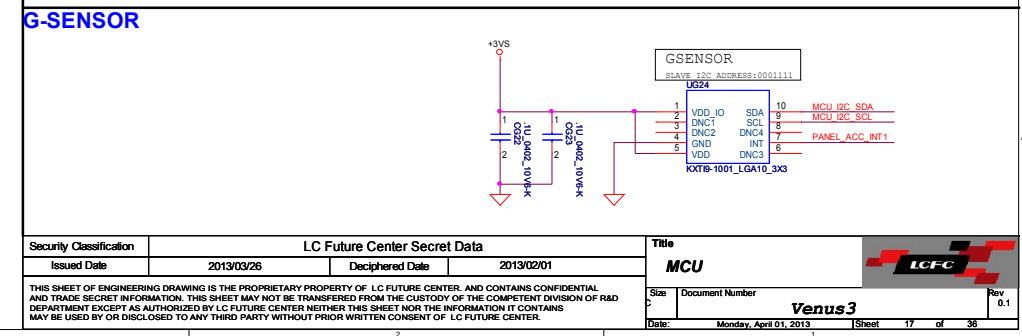 G-SENSOR
+3VS
GSENSOR
SLAVE I2C ADDRESS:0001111
UG24
1 VDD_IO SDA 10 MCU_I2C_SDA
2 DNC1 SCL 9 MCU_I2C_SCL
3 DNC2 DNC4 8
4 GND INT 7 PANEL_ACC_INT1
5 VDD DNC3 6
KXTI9-1001_LGA10_3X3
1
CG22
.1U_0402_10V6-K
2
1
CG23
.1U_0402_10V6-K
2
Security Classification
LC Future Center Secret Data
Issued Date
2013/03/26
Deciphered Date
2013/02/01
THIS SHEET OF ENGINEERING DRAWING IS THE PROPRIETARY PROPERTY OF LC FUTURE CENTER. AND CONTAINS CONFIDENTIAL
AND TRADE SECRET INFORMATION. THIS SHEET MAY NOT BE TRANSFERED FROM THE CUSTODY OF THE COMPETENT DIVISION OF R&D
DEPARTMENT EXCEPT AS AUTHORIZED BY LC FUTURE CENTER NEITHER THIS SHEET NOR THE INFORMATION IT CONTAINS
MAY BE USED BY OR DISCLOSED TO ANY THIRD PARTY WITHOUT PRIOR WRITTEN CONSENT OF LC FUTURE CENTER.
Title
MCU
LCFC
Size
C
Document Number
Venus3
Rev
0.1
Date: Monday, April 01, 2013 Sheet 17 of 36
2 1